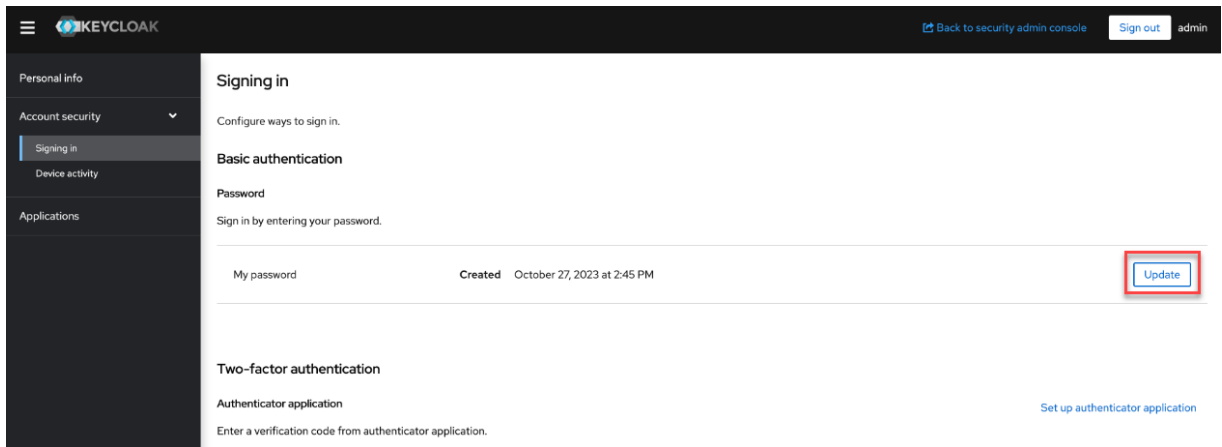 KEYCLOAK
Back to security admin console
Sign out
admin
Personal info
Account security
Signing in
Device activity
Applications
Signing in
Configure ways to sign in.
Basic authentication
Password
Sign in by entering your password.
My password Created October 27, 2023 at 2:45 PM Update
Two-factor authentication
Authenticator application
Set up authenticator application
Enter a verification code from authenticator application.